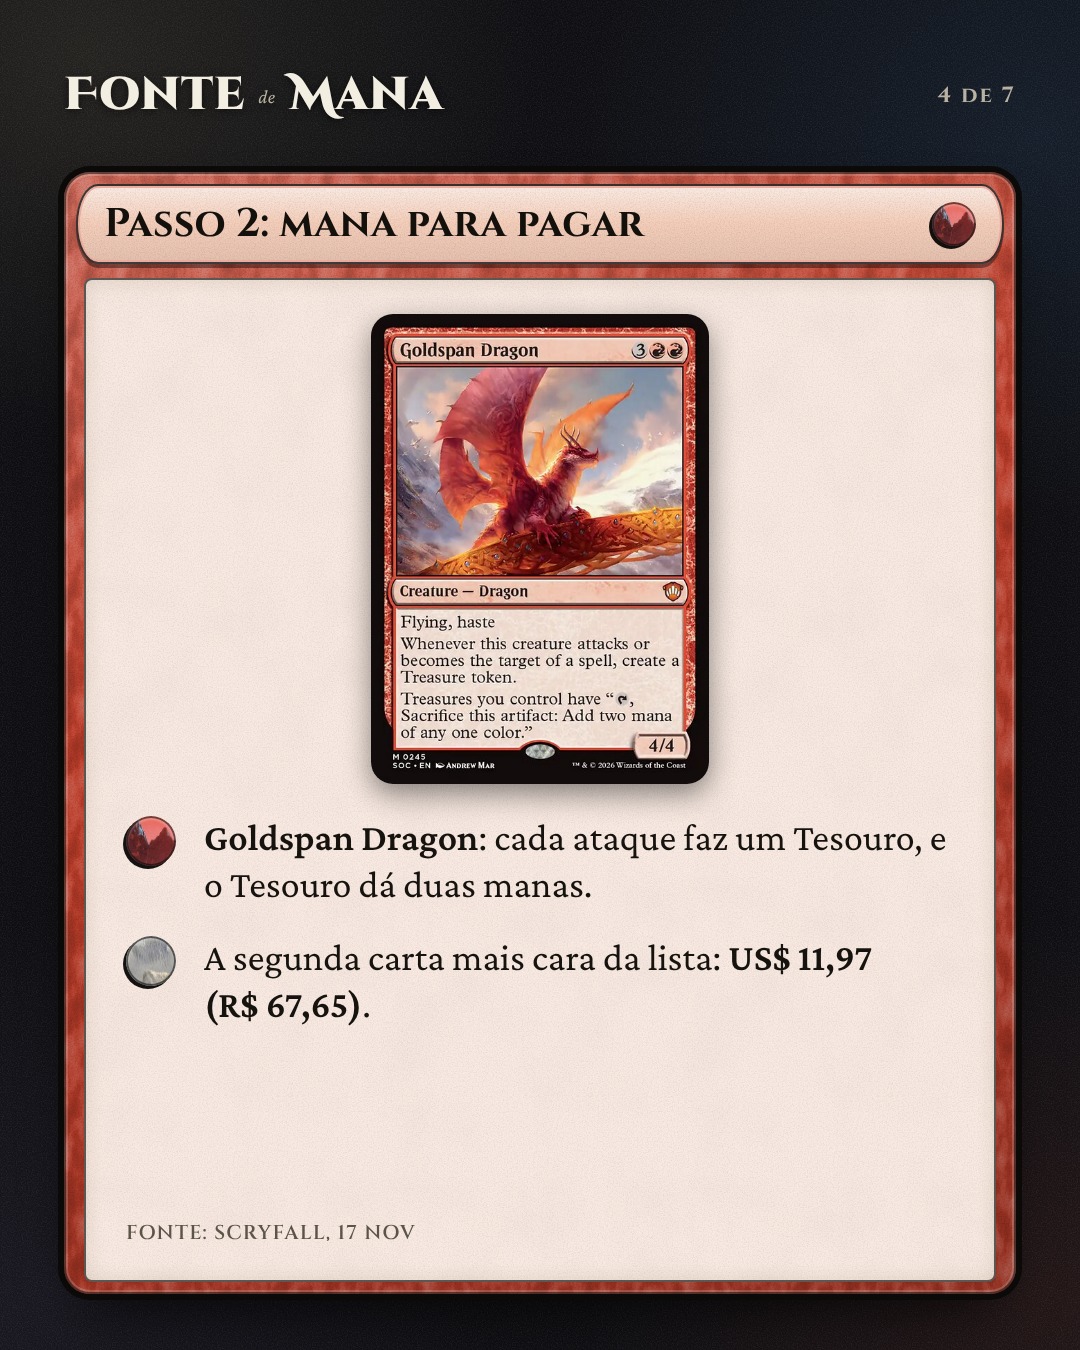 FONTE de MANA
4 DE 7
PASSO 2: MANA PARA PAGAR
Goldspan Dragon 3
Creature — Dragon
Flying, haste
Whenever this creature attacks or
becomes the target of a spell, create a
Treasure token.
Treasures you control have “ ,
Sacrifice this artifact: Add two mana
of any one color.”
4/4
M 0245
SOC • EN ANDREW MAR
™ & © 2026 Wizards of the Coast
Goldspan Dragon: cada ataque faz um Tesouro, e
o Tesouro dá duas manas.
A segunda carta mais cara da lista: US$ 11,97
(R$ 67,65).
FONTE: SCRYFALL, 17 NOV